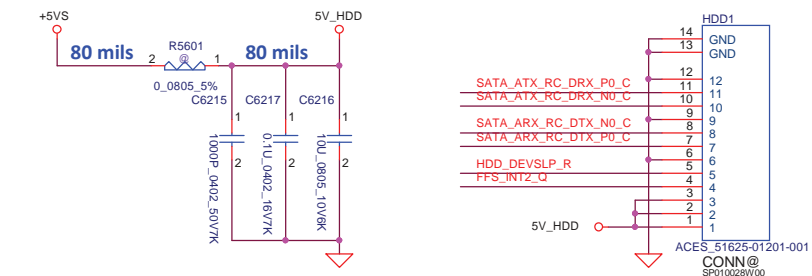 +5VS
5V_HDD
80 mils
2
R5601
@
1
80 mils
0_0805_5%
C6215
C6217
C6216
1
1
1
2
2
2
1000P_0402_50V7K
0.1U_0402_16V7K
10U_0805_10V6K
HDD1
14
GND
13
GND
12
12
SATA_ATX_RC_DRX_P0_C
11
11
SATA_ATX_RC_DRX_N0_C
10
10
9
9
SATA_ARX_RC_DTX_N0_C
8
8
SATA_ARX_RC_DTX_P0_C
7
7
6
6
HDD_DEVSLP_R
5
5
FFS_INT2_Q
4
4
3
3
2
2
5V_HDD
1
1
ACES_51625-01201-001
CONN@
SP010028W00